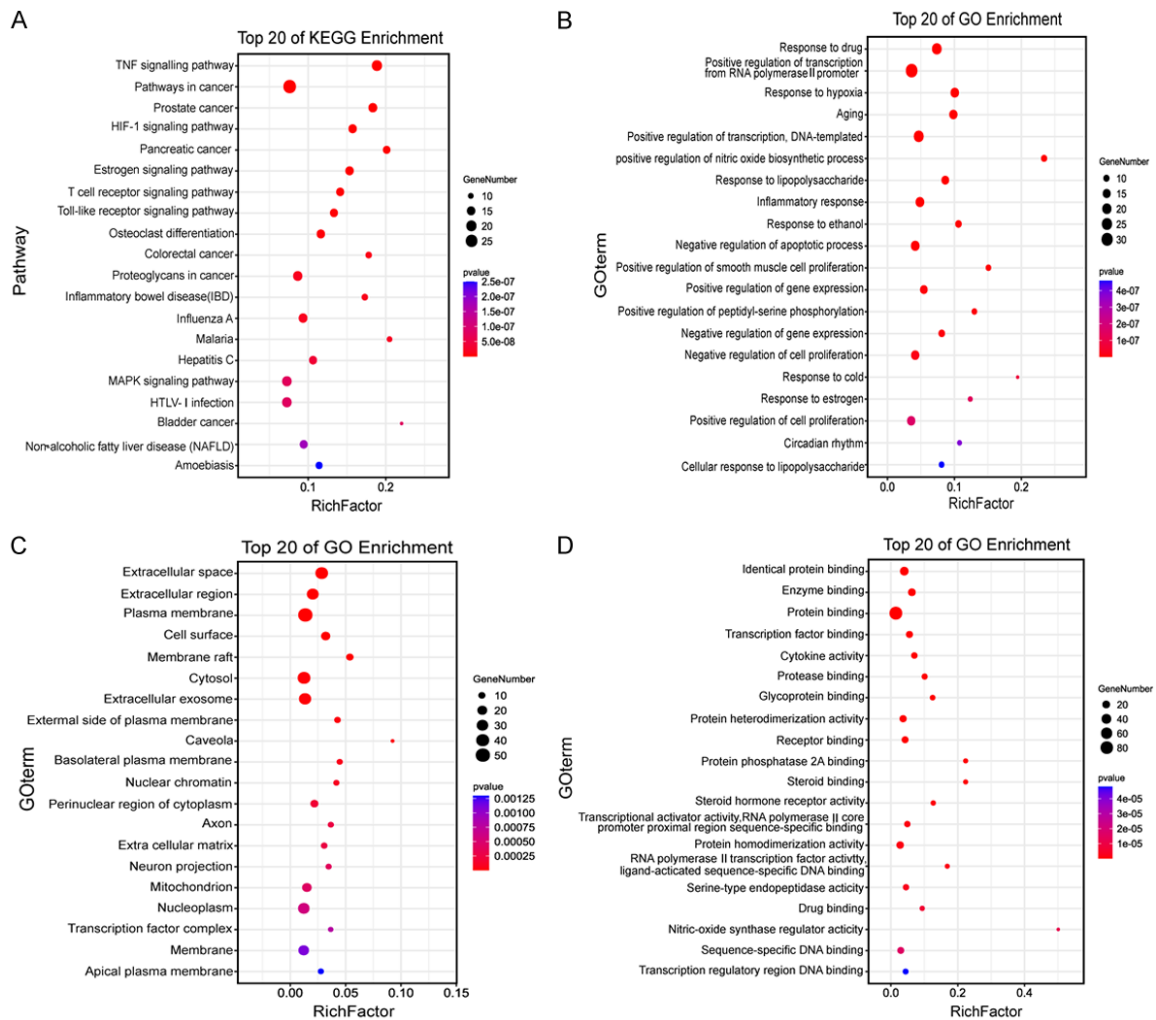 A
Top 20 of KEGG Enrichment
TNF signalling pathway
Pathways in cancer
Prostate cancer
HIF-1 signaling pathway
Pancreatic cancer
Estrogen signaling pathway
T cell receptor signaling pathway
Toll-like receptor signaling pathway
Osteoclast differentiation
Colorectal cancer
Proteoglycans in cancer
Inflammatory bowel disease(IBD)
Influenza A
Malaria
Hepatitis C
MAPK signaling pathway
HTLV-Ⅰ infection
Bladder cancer
Non-alcoholic fatty liver disease (NAFLD)
Amoebiasis
Pathway
0.1 0.2
RichFactor
GeneNumber
10
15
20
25
pvalue
2.5e-07
2.0e-07
1.5e-07
1.0e-07
5.0e-08
B
Top 20 of GO Enrichment
Response to drug
Positive regulation of transcription
from RNA polymerase Ⅱ promoter
Response to hypoxia
Aging
Positive regulation of transcription, DNA-templated
positive regulation of nitric oxide biosynthetic process
Response to lipopolysaccharide
Inflammatory response
Response to ethanol
Negative regulation of apoptotic process
Positive regulation of smooth muscle cell proliferation
Positive regulation of gene expression
Positive regulation of peptidyl-serine phosphorylation
Negative regulation of gene expression
Negative regulation of cell proliferation
Response to cold
Response to estrogen
Positive regulation of cell proliferation
Circadian rhythm
Cellular response to lipopolysaccharide
GOterm
0.0 0.1 0.2
RichFactor
GeneNumber
10
15
20
25
30
pvalue
4e-07
3e-07
2e-07
1e-07
C
Top 20 of GO Enrichment
Extracellular space
Extracellular region
Plasma membrane
Cell surface
Membrane raft
Cytosol
Extracellular exosome
Extermal side of plasma membrane
Caveola
Basolateral plasma membrane
Nuclear chromatin
Perinuclear region of cytoplasm
Axon
Extra cellular matrix
Neuron projection
Mitochondrion
Nucleoplasm
Transcription factor complex
Membrane
Apical plasma membrane
GOterm
0.00 0.05 0.10 0.15
RichFactor
GeneNumber
10
20
30
40
50
pvalue
0.00125
0.00100
0.00075
0.00050
0.00025
D
Top 20 of GO Enrichment
Identical protein binding
Enzyme binding
Protein binding
Transcription factor binding
Cytokine activity
Protease binding
Glycoprotein binding
Protein heterodimerization activity
Receptor binding
Protein phosphatase 2A binding
Steroid binding
Steroid hormone receptor activity
Transcriptional activator activity,RNA polymerase Ⅱ core
promoter proximal region sequence-specific binding
Protein homodimerization activity
RNA polymerase II transcription factor activtty,
ligand-acticated sequence-specific DNA binding
Serine-type endopeptidase acticity
Drug binding
Nitric-oxide synthase regulator activity
Sequence-specific DNA binding
Transcription regulatory region DNA binding
GOterm
0.0 0.2 0.4
RichFactor
GeneNumber
20
40
60
80
pvalue
4e-05
3e-05
2e-05
1e-05